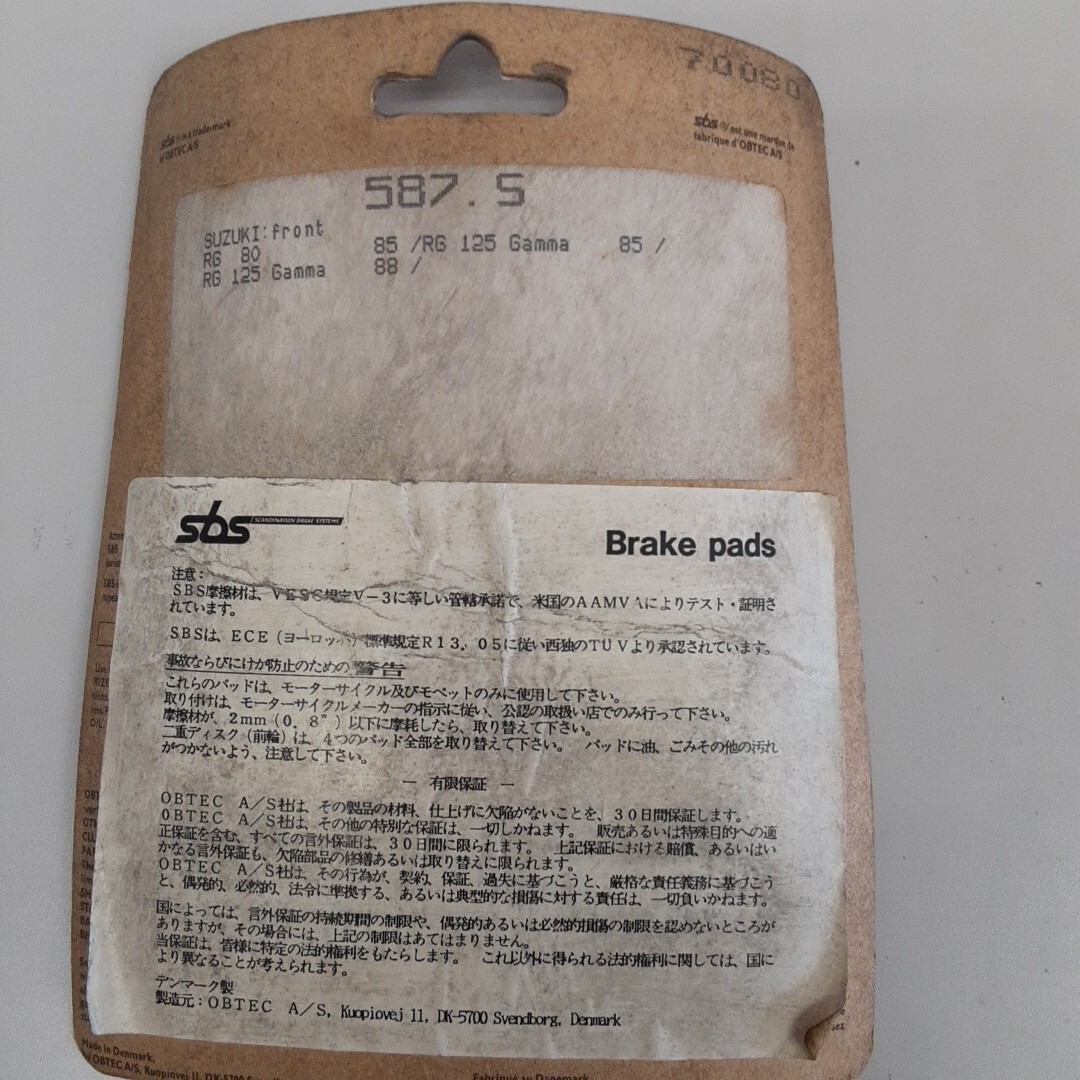 70080
sbs ® is a trademark
of OBTEC A/S
sbs ® est une marque de
fabrique d'OBTEC A/S
587. S
SUZUKI:front
RG 80 85 /RG 125 Gamma 85 /
RG 125 Gamma 88 /
sbs SCANDINAVIAN BRAKE SYSTEMS
Brake pads
注意：
SBS摩擦材は、VESC規定V－3に等しい管轄承諾で、米国のAAMVAによりテスト・証明さ
れています。
SBSは、ECE（ヨーロッパ）標準規定R13．05に従い西独のTUVより承認されています。
事故ならびにけが防止のための 警告
これらのパッドは、モーターサイクル及びモペットのみに使用して下さい。
取り付けは、モーターサイクルメーカーの指示に従い、公認の取扱い店でのみ行って下さい。
摩擦材が、2mm（0．8”）以下に摩耗したら、取り替えて下さい。
二重ディスク（前輪）は、4つのパッド全部を取り替えて下さい。 パッドに油、ごみその他の汚れ
がつかないよう、注意して下さい。
― 有限保証 ―
OBTEC A／S社は、その製品の材料、仕上げに欠陥がないことを、30日間保証します。
OBTEC A／S社は、その他の特別な保証は、一切しかねます。 販売あるいは特殊目的への適
正保証を含む、すべての言外保証は、30日間に限られます。 上記保証における賠償、あるいはい
かなる言外保証も、欠陥部品の修繕あるいは取り替えに限られます。
OBTEC A／S社は、その行為が、契約、保証、過失に基づこうと、厳格な責任義務に基づこう
と、偶発的、必然的、法令に準拠する、あるいは典型的な損傷に対する責任は、一切負いかねます。
国によっては、言外保証の持続期間の制限や、偶発的あるいは必然的損傷の制限を認めないところが
ありますが、その場合には、上記の制限はあてはまりません。
当保証は、皆様に特定の法的権利をもたらします。 これ以外に得られる法的権利に関しては、国に
より異なることが考えられます。
デンマーク製
製造元：OBTEC A／S, Kuopiovej 11, DK-5700 Svendborg, Denmark
Made in Denmark,
by OBTEC A/S, Kuopiovej 11, DK-5700
Fabriqué au Danemark